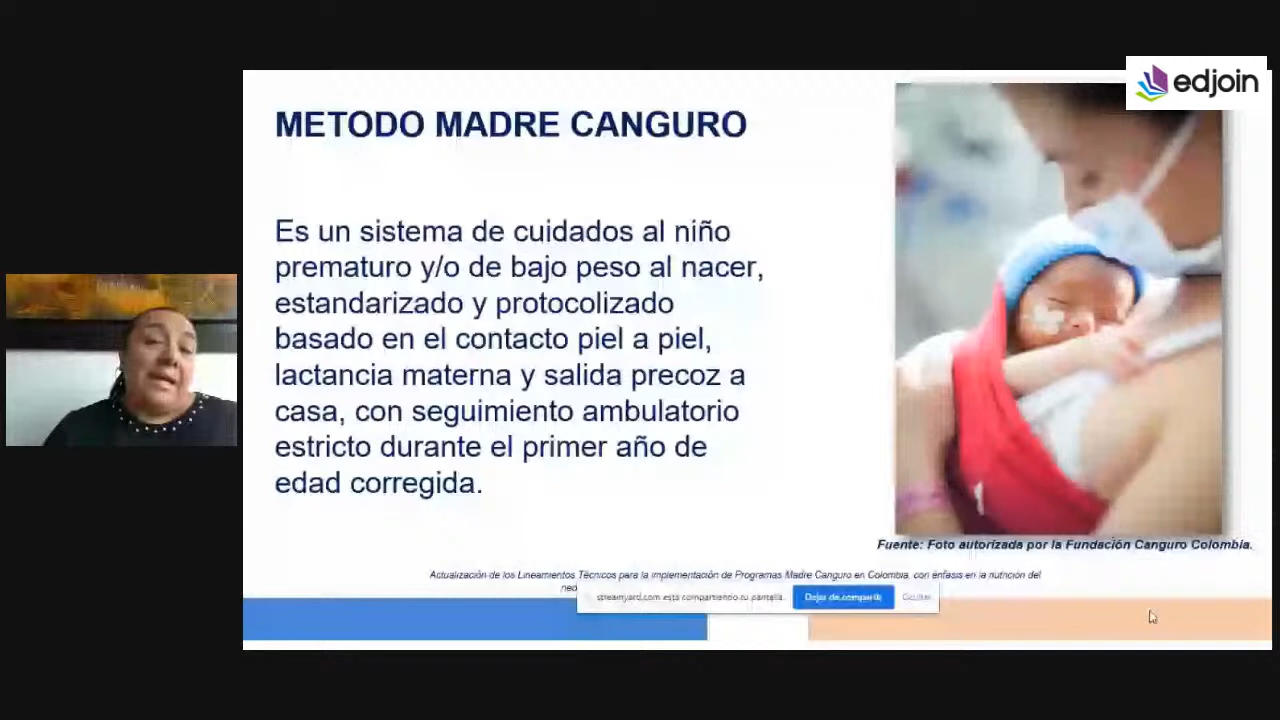 edjoin
METODO MADRE CANGURO
Es un sistema de cuidados al niño
prematuro y/o de bajo peso al nacer,
estandarizado y protocolizado
basado en el contacto piel a piel,
lactancia materna y salida precoz a
casa, con seguimiento ambulatorio
estricto durante el primer año de
edad corregida.
Fuente: Foto autorizada por la Fundación Canguro Colombia.
Actualización de los Lineamientos Técnicos para la implementación de Programas Madre Canguro en Colombia, con énfasis en la nutrición del
streamyard.com está compartiendo tu pantalla.
Dejar de compartir
Ocultar